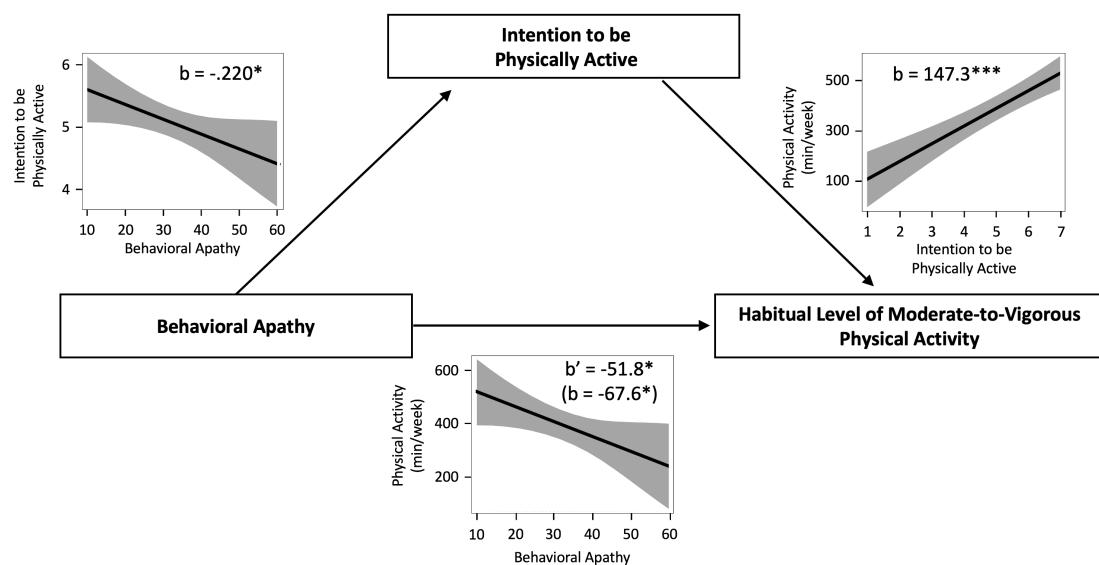 Intention to be
Physically Active
Intention to be
Physically Active
6
5
4
b = -.220*
10 20 30 40 50 60
Behavioral Apathy
Physical Activity
(min/week)
500
300
100
b = 147.3***
1 2 3 4 5 6 7
Intention to be
Physically Active
Behavioral Apathy
Habitual Level of Moderate-to-Vigorous
Physical Activity
Physical Activity
(min/week)
600
400
200
b’ = -51.8*
(b = -67.6*)
10 20 30 40 50 60
Behavioral Apathy